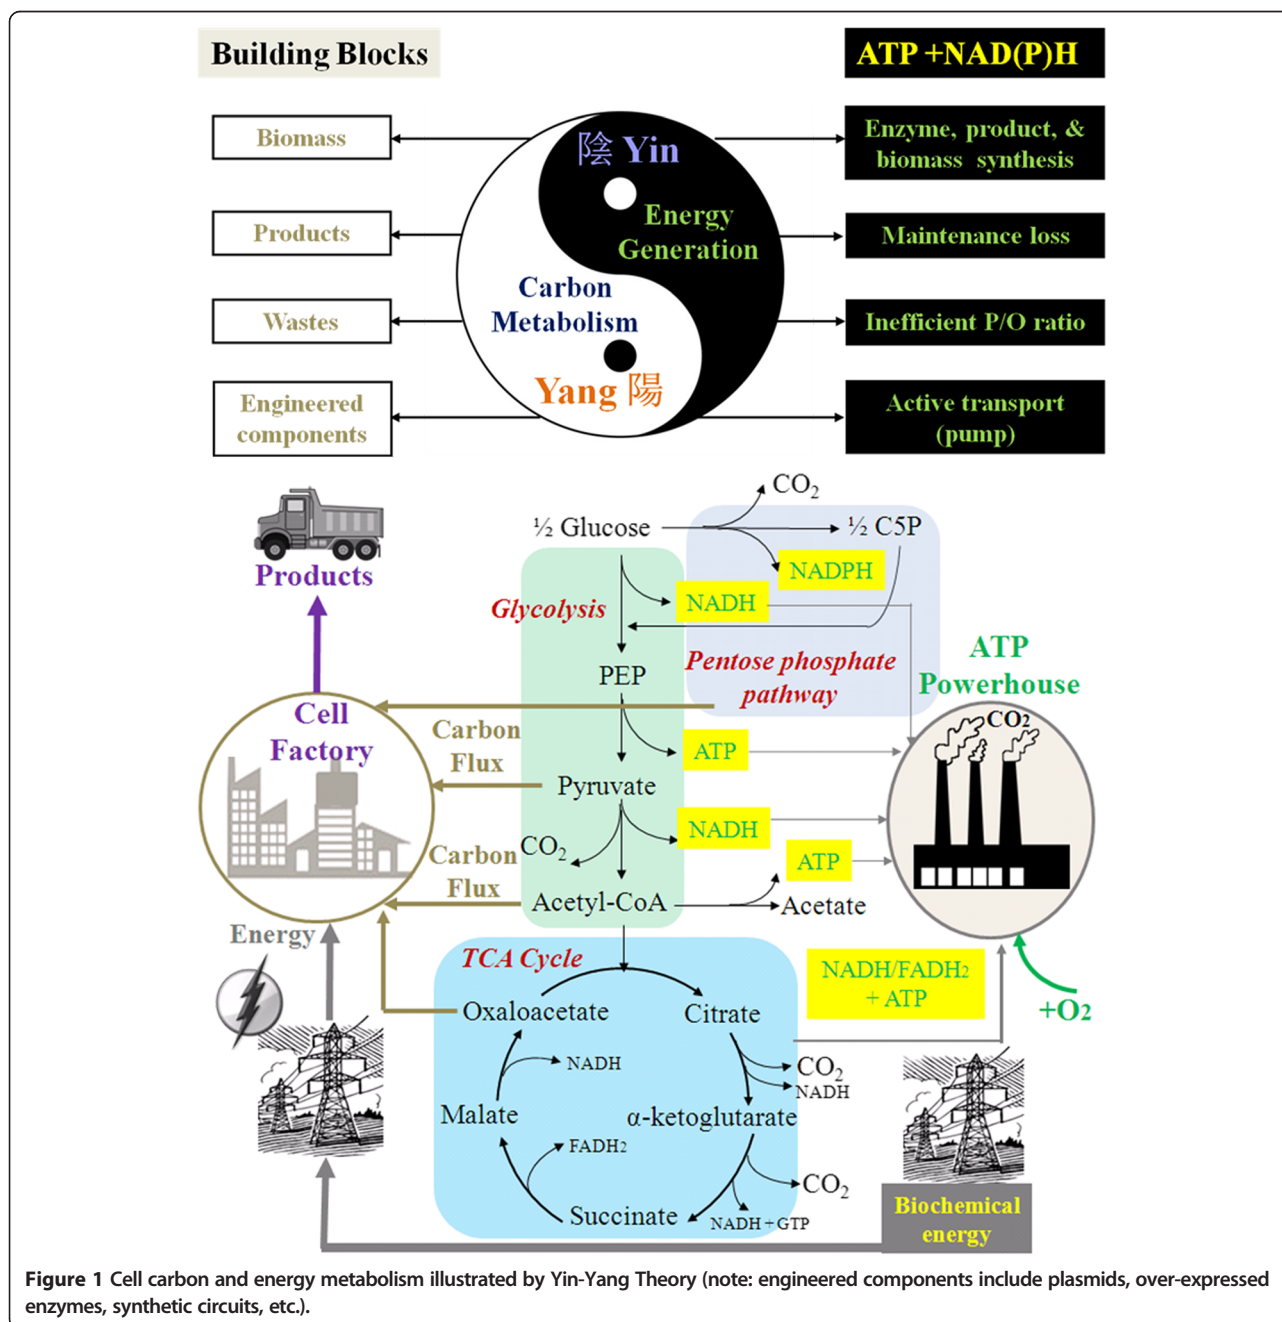 Building Blocks
ATP +NAD(P)H
Biomass
Products
Wastes
Engineered
components
陰 Yin
Energy
Generation
Carbon
Metabolism
Yang 陽
Enzyme, product, &
biomass synthesis
Maintenance loss
Inefficient P/O ratio
Active transport
(pump)
Products
Cell
Factory
Carbon
Flux
Carbon
Flux
Energy
½ Glucose
CO2
½ C5P
NADPH
NADH
Glycolysis
Pentose phosphate
pathway
PEP
ATP
Pyruvate
NADH
CO2
ATP
Acetyl-CoA
Acetate
ATP
Powerhouse
CO2
+O2
TCA Cycle
NADH/FADH2
+ ATP
Oxaloacetate
Citrate
NADH
CO2
NADH
Malate
α-ketoglutarate
FADH2
CO2
Succinate
NADH + GTP
Biochemical
energy
Figure 1 Cell carbon and energy metabolism illustrated by Yin-Yang Theory (note: engineered components include plasmids, over-expressed
enzymes, synthetic circuits, etc.).